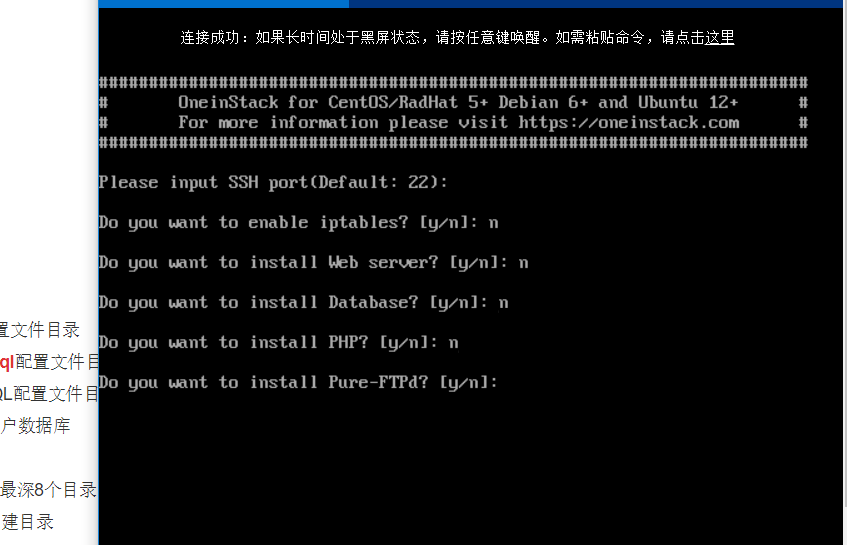 连接成功：如果长时间处于黑屏状态，请按任意键唤醒。如需粘贴命令，请点击这里
#######################################################################
#       OneinStack for CentOS/RadHat 5+ Debian 6+ and Ubuntu 12+      #
#       For more information please visit https://oneinstack.com      #
#######################################################################
Please input SSH port(Default: 22):
Do you want to enable iptables? [y/n]: n
Do you want to install Web server? [y/n]: n
Do you want to install Database? [y/n]: n
Do you want to install PHP? [y/n]: n
Do you want to install Pure-FTPd? [y/n]:
置文件目录
ql配置文件目
QL配置文件目
户数据库
最深8个目录
建目录